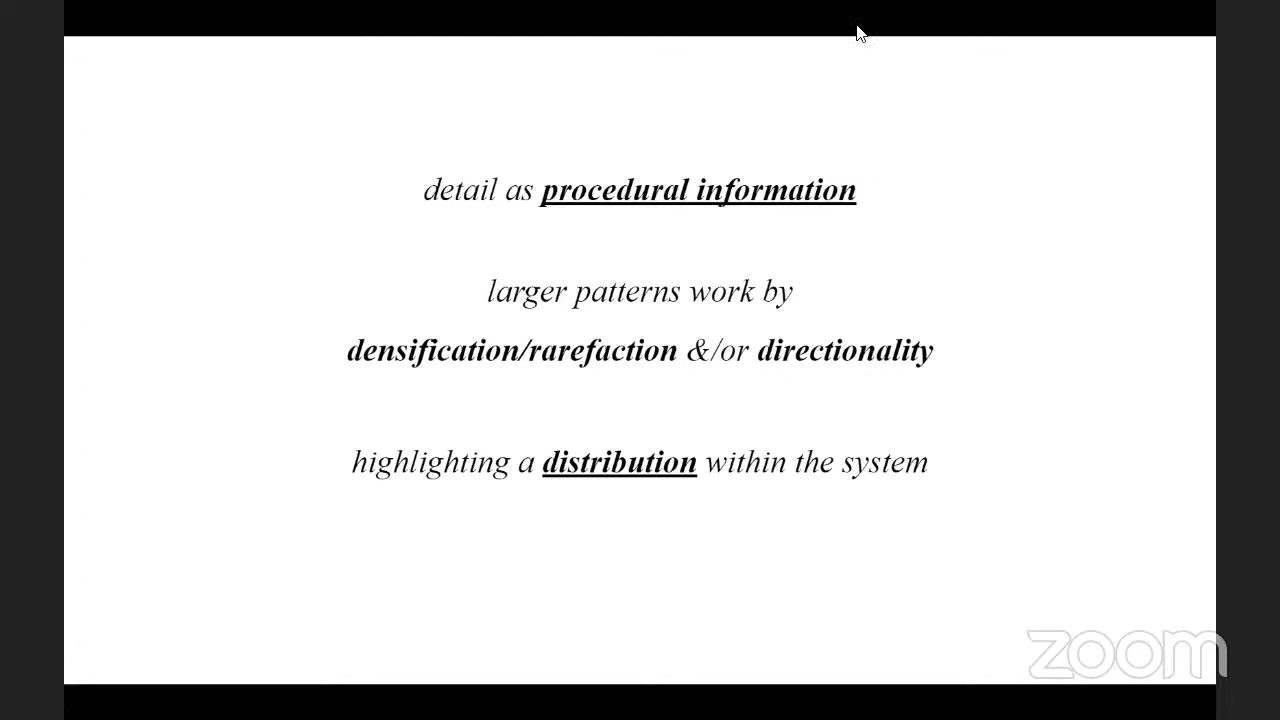 detail as procedural information
larger patterns work by
densification/rarefaction &/or directionality
highlighting a distribution within the system
zoom